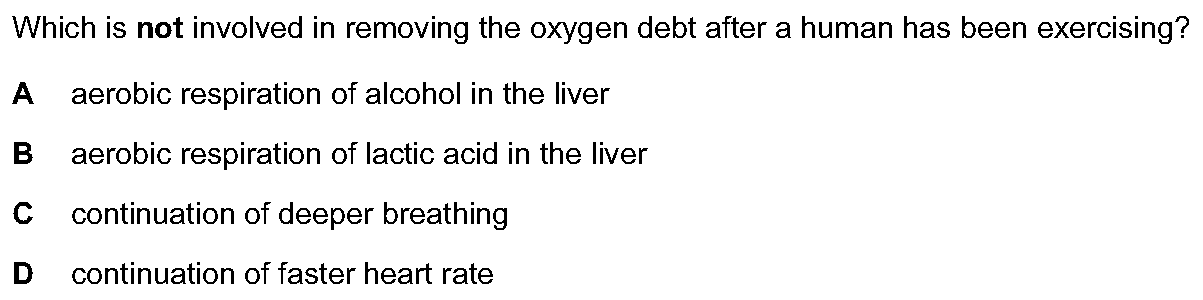 Which is not involved in removing the oxygen debt after a human has been exercising?
A aerobic respiration of alcohol in the liver
B aerobic respiration of lactic acid in the liver
C continuation of deeper breathing
D continuation of faster heart rate